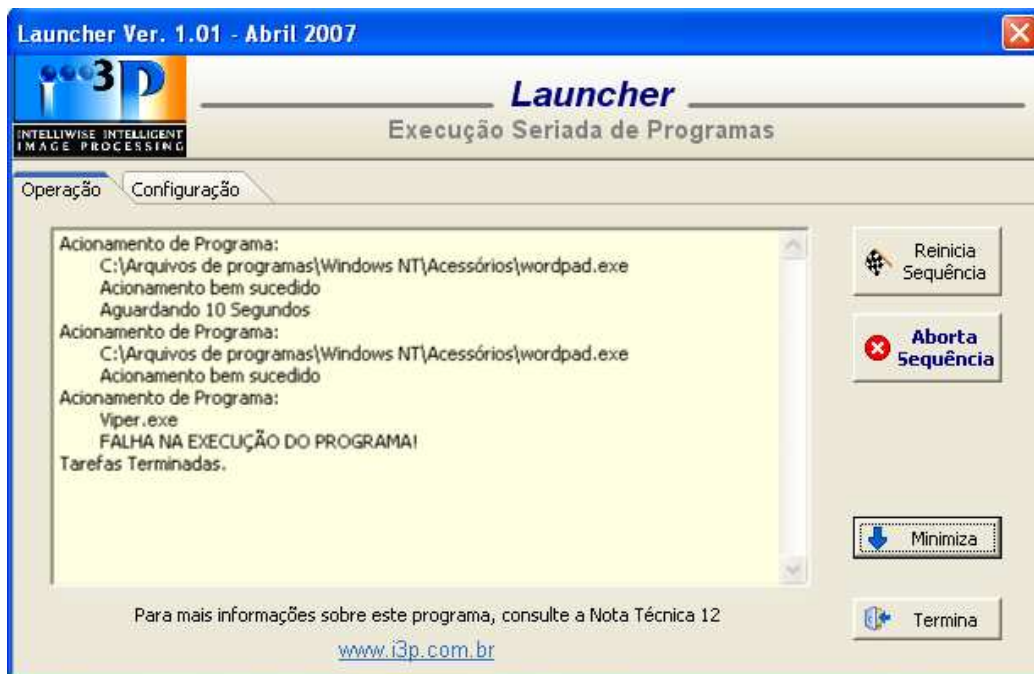 Launcher Ver. 1.01 - Abril 2007
i3P
INTELLIWISE INTELLIGENT
IMAGE PROCESSING
Launcher
Execução Seriada de Programas
Operação
Configuração
Acionamento de Programa:
C:\Arquivos de programas\Windows NT\Acessórios\wordpad.exe
Acionamento bem sucedido
Aguardando 10 Segundos
Acionamento de Programa:
C:\Arquivos de programas\Windows NT\Acessórios\wordpad.exe
Acionamento bem sucedido
Acionamento de Programa:
Viper.exe
FALHA NA EXECUÇÃO DO PROGRAMA!
Tarefas Terminadas.
Reinicia
Sequência
Aborta
Sequência
Minimiza
Termina
Para mais informações sobre este programa, consulte a Nota Técnica 12
www.i3p.com.br